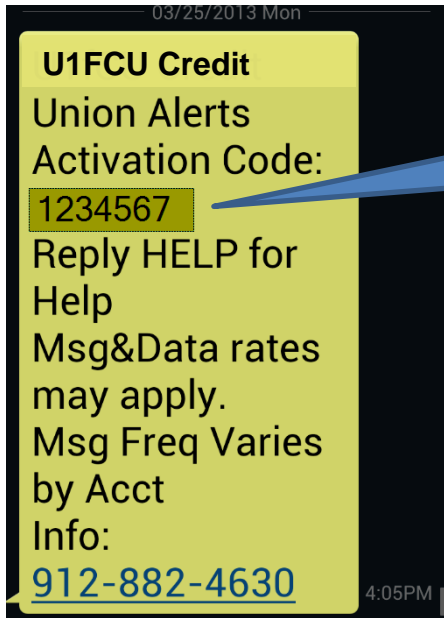 03/25/2013 Mon
U1FCU Credit
Union Alerts
Activation Code:
1234567
Reply HELP for
Help
Msg&Data rates
may apply.
Msg Freq Varies
by Acct
Info:
912-882-4630
4:05PM